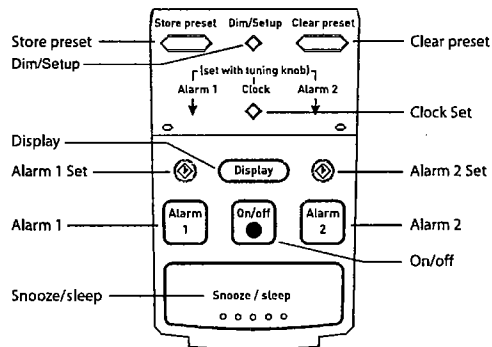 Store preset Dim/Setup Clear preset
Store preset
Dim/Setup
Clear preset
(set with tuning knob)
Alarm 1 Clock Alarm 2
Clock Set
Display
Alarm 1 Set
Display
Alarm 2 Set
Alarm 1
Alarm
1
On/off
Alarm
2
Alarm 2
On/off
Snooze/sleep
Snooze / sleep